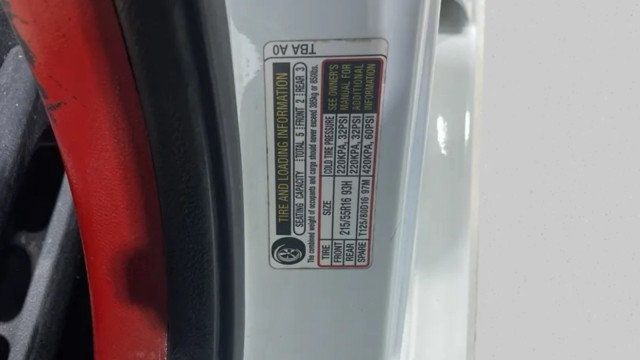 TBA A0
TIRE AND LOADING INFORMATION
SEATING CAPACITY TOTAL 5 FRONT 2 REAR 3
The combined weight of occupants and cargo should never exceed 385kg or 850lbs.
TIRE SIZE COLD TIRE PRESSURE
FRONT 215/55R16 93H 220KPA, 32PSI
REAR 220KPA, 32PSI
SPARE T125/80D16 97M 420KPA, 60PSI
SEE OWNER'S
MANUAL FOR
ADDITIONAL
INFORMATION